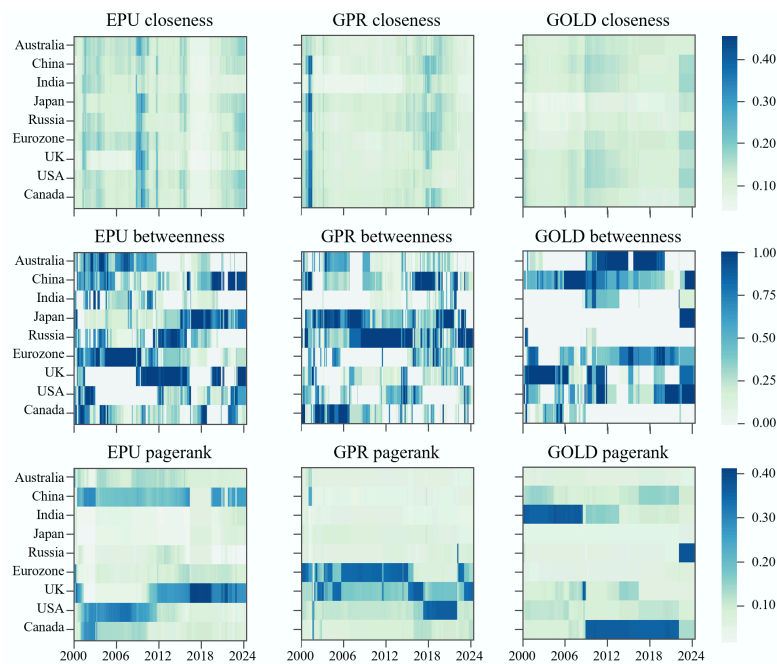 EPU closeness GPR closeness GOLD closeness
Australia
China
India
Japan
Russia
Eurozone
UK
USA
Canada
0.40
0.30
0.20
0.10
EPU betweenness GPR betweenness GOLD betweenness
Australia
China
India
Japan
Russia
Eurozone
UK
USA
Canada
1.00
0.75
0.50
0.25
0.00
EPU pagerank GPR pagerank GOLD pagerank
Australia
China
India
Japan
Russia
Eurozone
UK
USA
Canada
0.40
0.30
0.20
0.10
2000 2006 2012 2018 2024 2000 2006 2012 2018 2024 2000 2006 2012 2018 2024